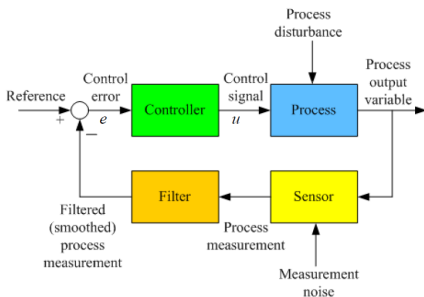 Process
disturbance
Process
output
variable
Control
error
Control
signal
Reference
+
−
e
Controller
u
Process
Filter
Sensor
Filtered
(smoothed)
process
measurement
Process
measurement
Measurement
noise